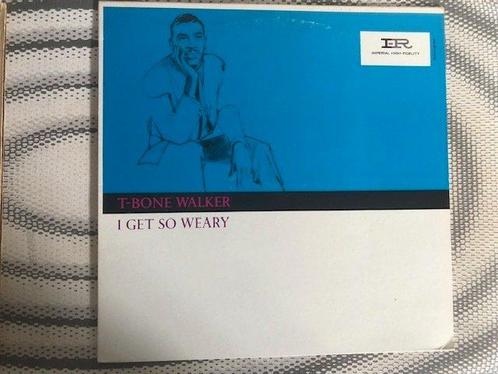 IR
IMPERIAL HIGH FIDELITY
T-BONE WALKER
I GET SO WEARY